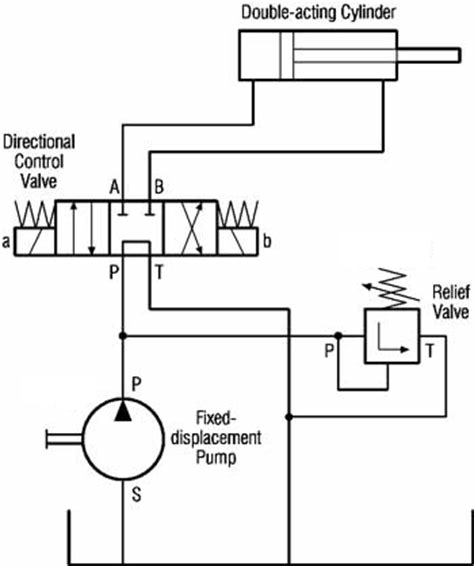 Double-acting Cylinder
Directional
Control
Valve
A B
a
b
P T
Relief
Valve
P
T
P
Fixed-
displacement
Pump
S